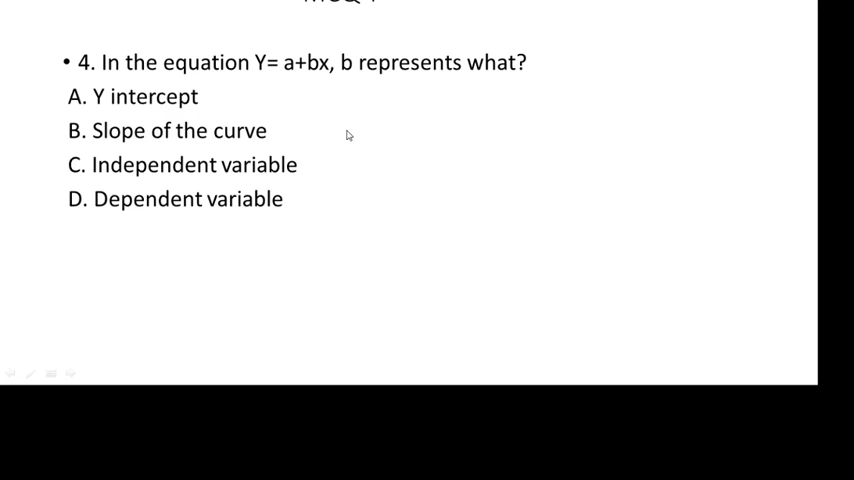 • 4. In the equation Y= a+bx, b represents what?
A. Y intercept
B. Slope of the curve
C. Independent variable
D. Dependent variable